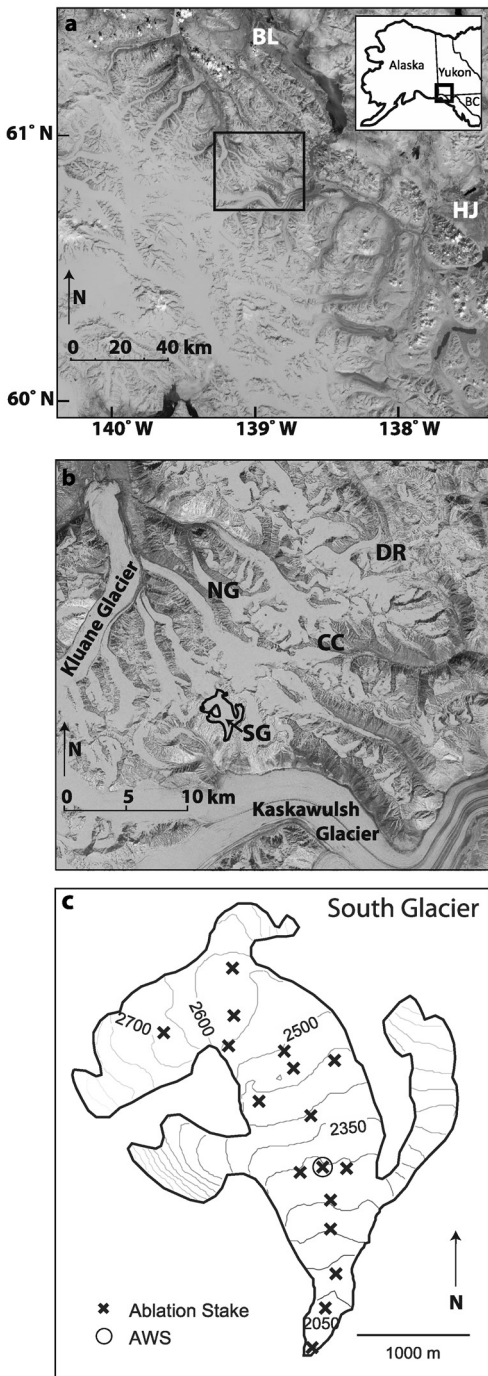 a
BL
Alaska
Yukon
BC
61° N
HJ
N
0 20 40 km
60° N
140° W 139° W 138° W
b
DR
NG
Kluane Glacier
CC
SG
N
0 5 10 km
Kaskawulsh
Glacier
c
South Glacier
2700
2600
2500
2350
Ablation Stake
2050
AWS
N
1000 m